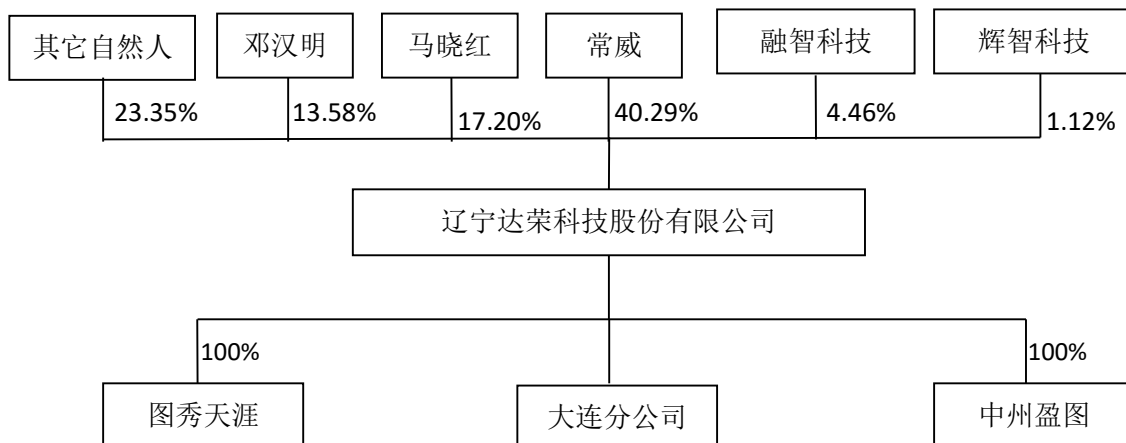 其它自然人 邓汉明 马晓红 常威 融智科技 辉智科技
23.35% 13.58% 17.20% 40.29% 4.46% 1.12%
辽宁达荣科技股份有限公司
100% 100%
图秀天涯 大连分公司 中州盈图